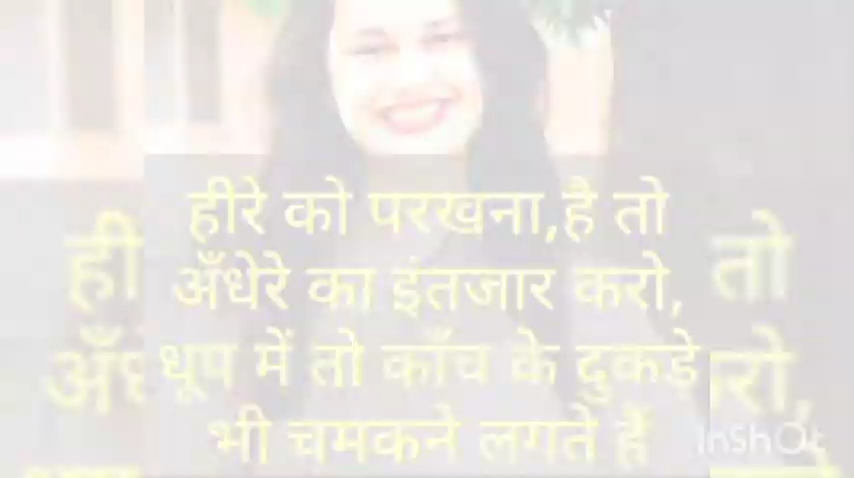 हीरे को परखना,है तो
अँधेरे का इंतजार करो,
धूप में तो काँच के टुकडे
भी चमकने लगते हैं
InShOt